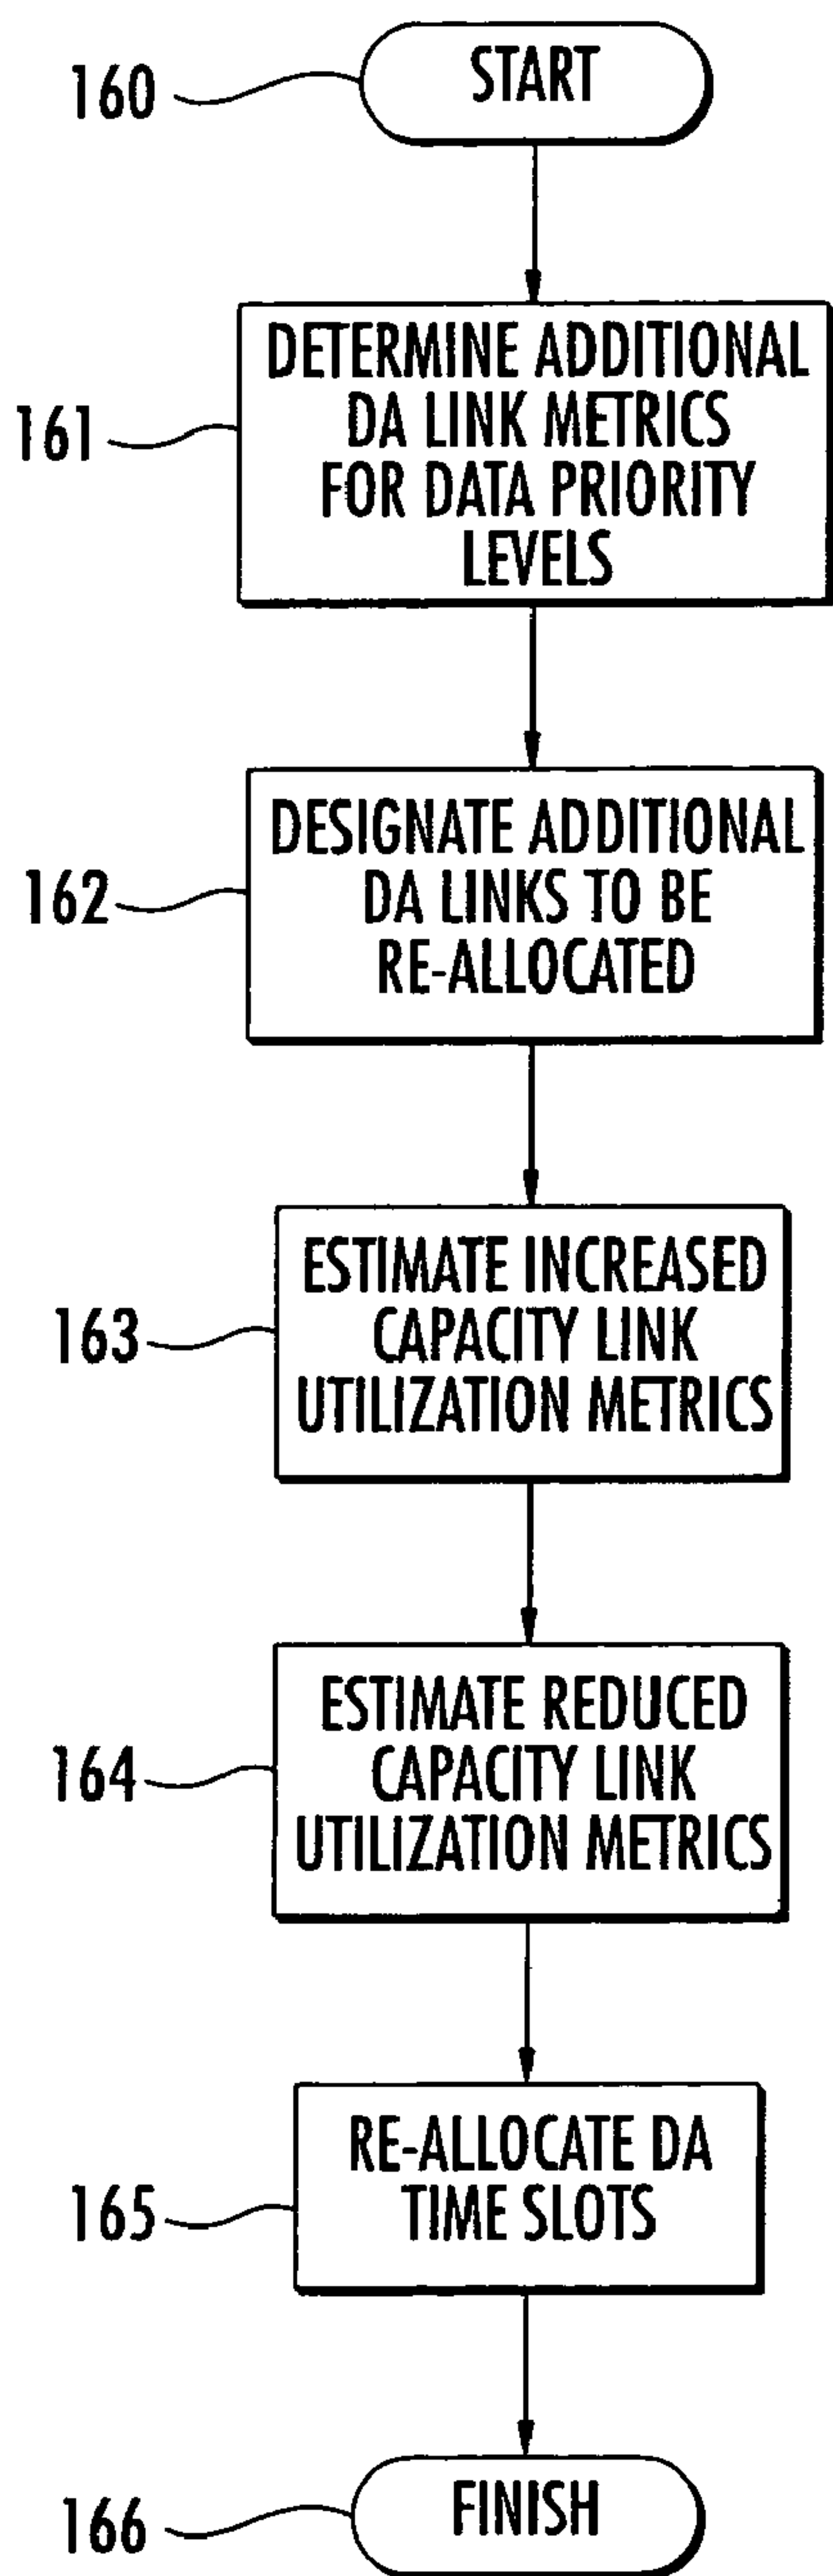 160
START
161
DETERMINE ADDITIONAL
DA LINK METRICS
FOR DATA PRIORITY
LEVELS
162
DESIGNATE ADDITIONAL
DA LINKS TO BE
RE-ALLOCATED
163
ESTIMATE INCREASED
CAPACITY LINK
UTILIZATION METRICS
164
ESTIMATE REDUCED
CAPACITY LINK
UTILIZATION METRICS
165
RE-ALLOCATE DA
TIME SLOTS
166
FINISH